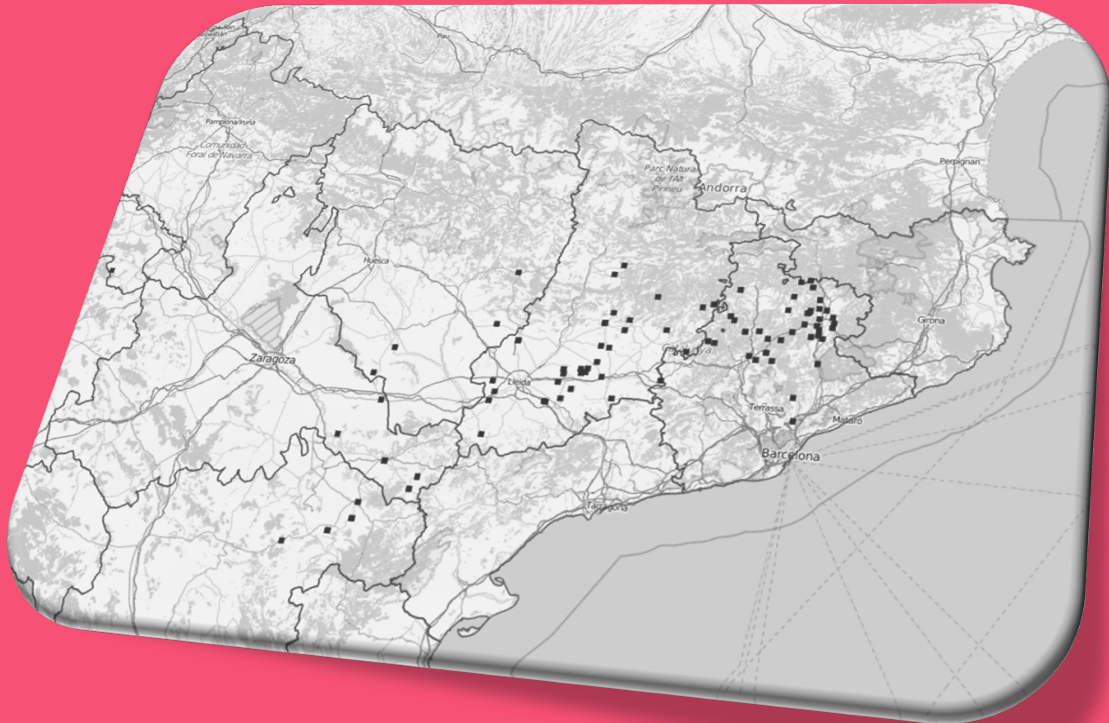 Pau
Pamplona/Iruña
Comunidad
Foral de Navarra
Perpignan
Parc Natural
de l'Alt
Pirineu
Andorra
Huesca
Girona
Zaragoza
Lleida
Terrassa
Mataró
Barcelona
Tarragona